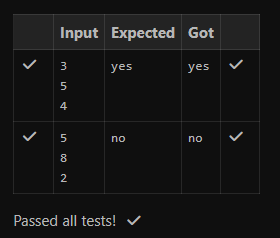 Input Expected Got
3 yes yes
5
4
5 no no
8
2
Passed all tests!